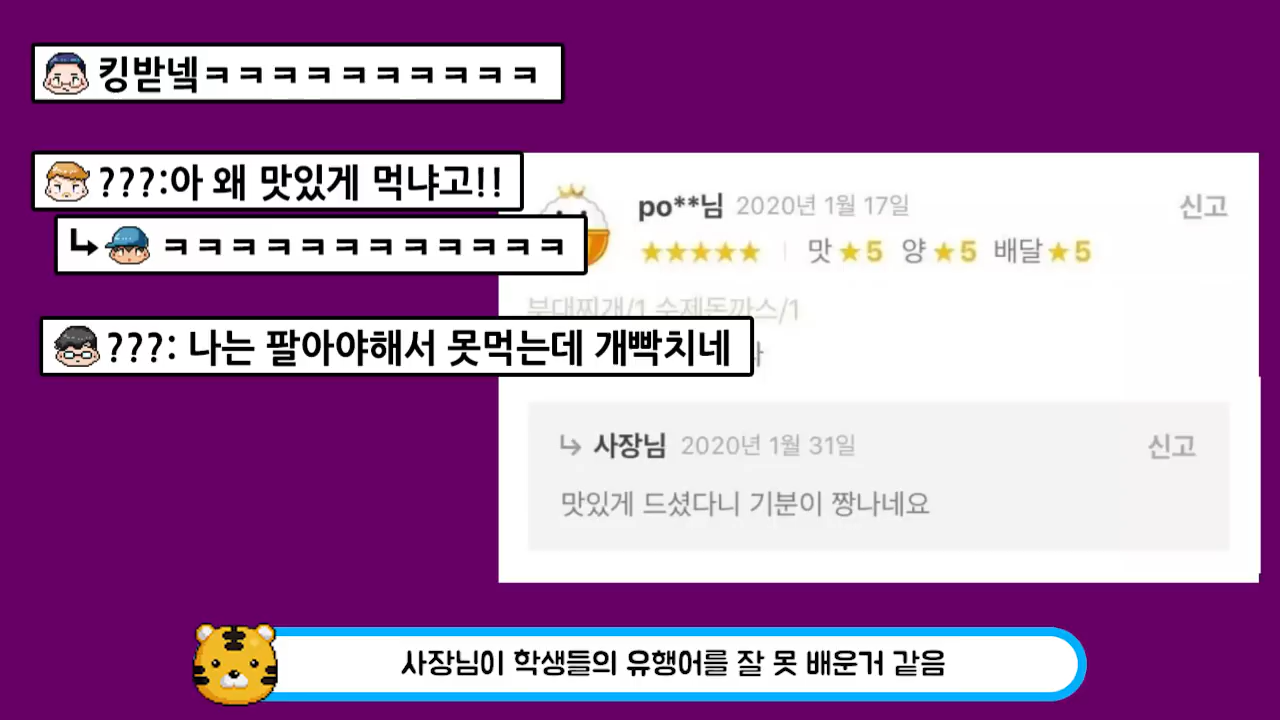 킹받넼ㅋㅋㅋㅋㅋㅋㅋㅋㅋㅋ
???:아 왜 맛있게 먹냐고!!
ㅋㅋㅋㅋㅋㅋㅋㅋㅋㅋㅋㅋ
po**님 2020년 1월 17일 신고
★★★★★ | 맛★5 양★5 배달★5
부대찌개/1 수제돈까스/1
???: 나는 팔아야해서 못먹는데 개빡치네
↳ 사장님 2020년 1월 31일 신고
맛있게 드셨다니 기분이 짱나네요
사장님이 학생들의 유행어를 잘 못 배운거 같음